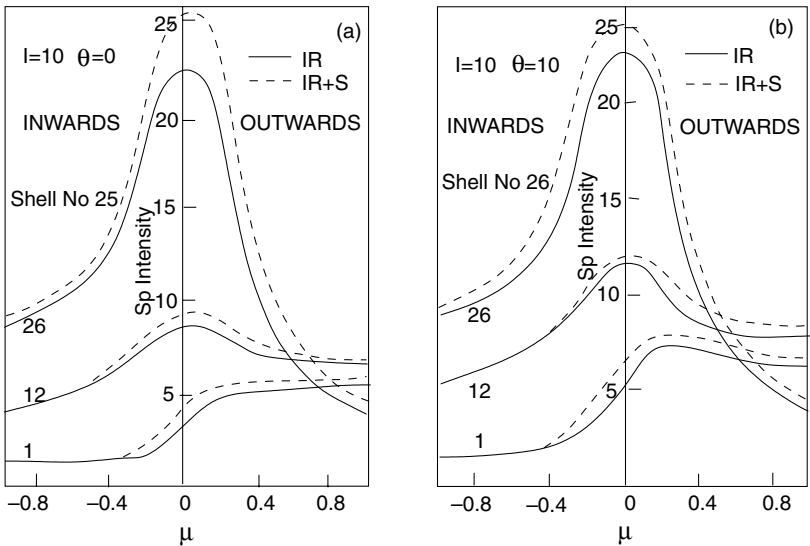 (a)
I=10 θ=0
IR
IR+S
INWARDS
OUTWARDS
Shell No 25
Sp Intensity
25
20
15
10
5
26
12
1
−0.8
−0.4
0
0.4
0.8
μ
(b)
I=10 θ=10
IR
IR+S
INWARDS
OUTWARDS
Shell No 26
Sp Intensity
25
20
15
10
5
26
12
1
−0.8
−0.4
0
0.4
0.8
μ